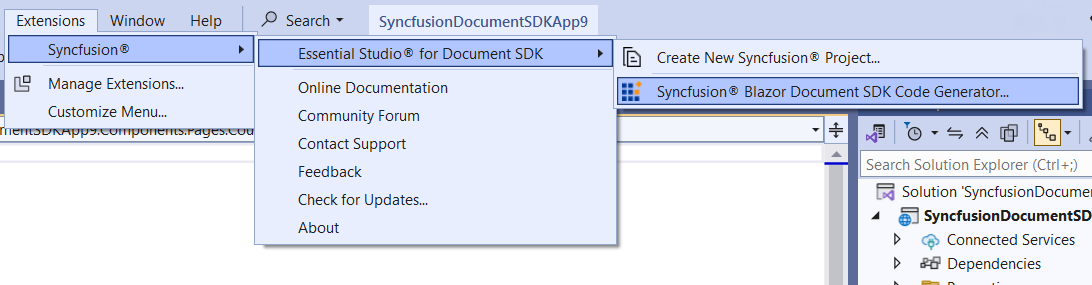 Extensions Window Help Search SyncfusionDocumentSDKApp9
Syncfusion®
Manage Extensions...
Customize Menu...
Essential Studio® for Document SDK
Online Documentation
Community Forum
Contact Support
Feedback
Check for Updates...
About
Create New Syncfusion® Project...
Syncfusion® Blazor Document SDK Code Generator...
mentSDKApp9.Components.Pages.Cou
Search Solution Explorer (Ctrl+;)
Solution 'SyncfusionDocumen
SyncfusionDocumentSD
Connected Services
Dependencies